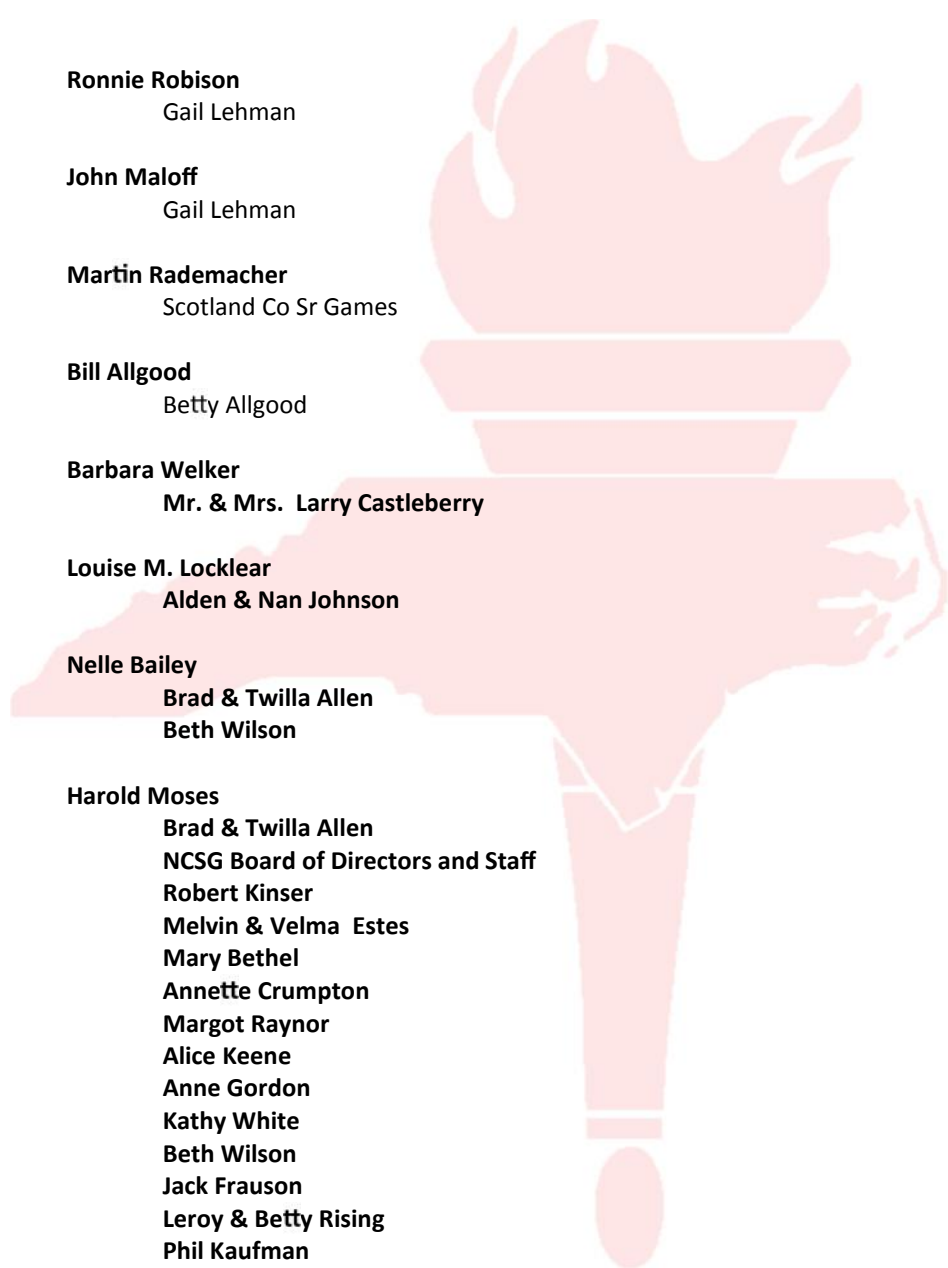 Ronnie Robison
Gail Lehman
John Maloff
Gail Lehman
Martin Rademacher
Scotland Co Sr Games
Bill Allgood
Betty Allgood
Barbara Welker
Mr. & Mrs.  Larry Castleberry
Louise M. Locklear
Alden & Nan Johnson
Nelle Bailey
Brad & Twilla Allen
Beth Wilson
Harold Moses
Brad & Twilla Allen
NCSG Board of Directors and Staff
Robert Kinser
Melvin & Velma  Estes
Mary Bethel
Annette Crumpton
Margot Raynor
Alice Keene
Anne Gordon
Kathy White
Beth Wilson
Jack Frauson
Leroy & Betty Rising
Phil Kaufman